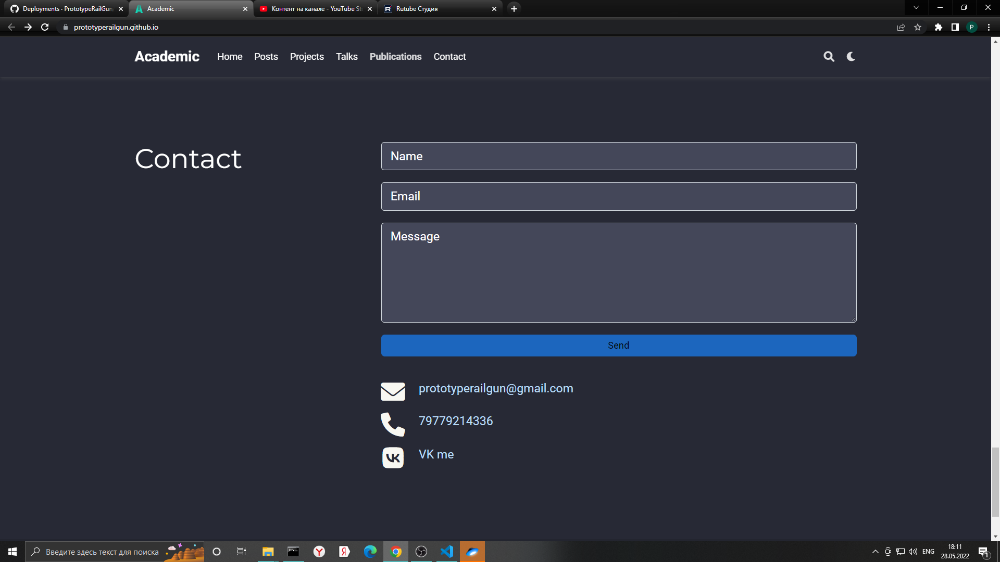 Deployments · PrototypeRailGun
Academic
Контент на канале - YouTube St
Rutube Студия
prototyperailgun.github.io
P
Academic
Home
Posts
Projects
Talks
Publications
Contact
Contact
Name
Email
Message
Send
prototyperailgun@gmail.com
79779214336
VK me
Введите здесь текст для поиска
ENG
18:11
28.05.2022
1